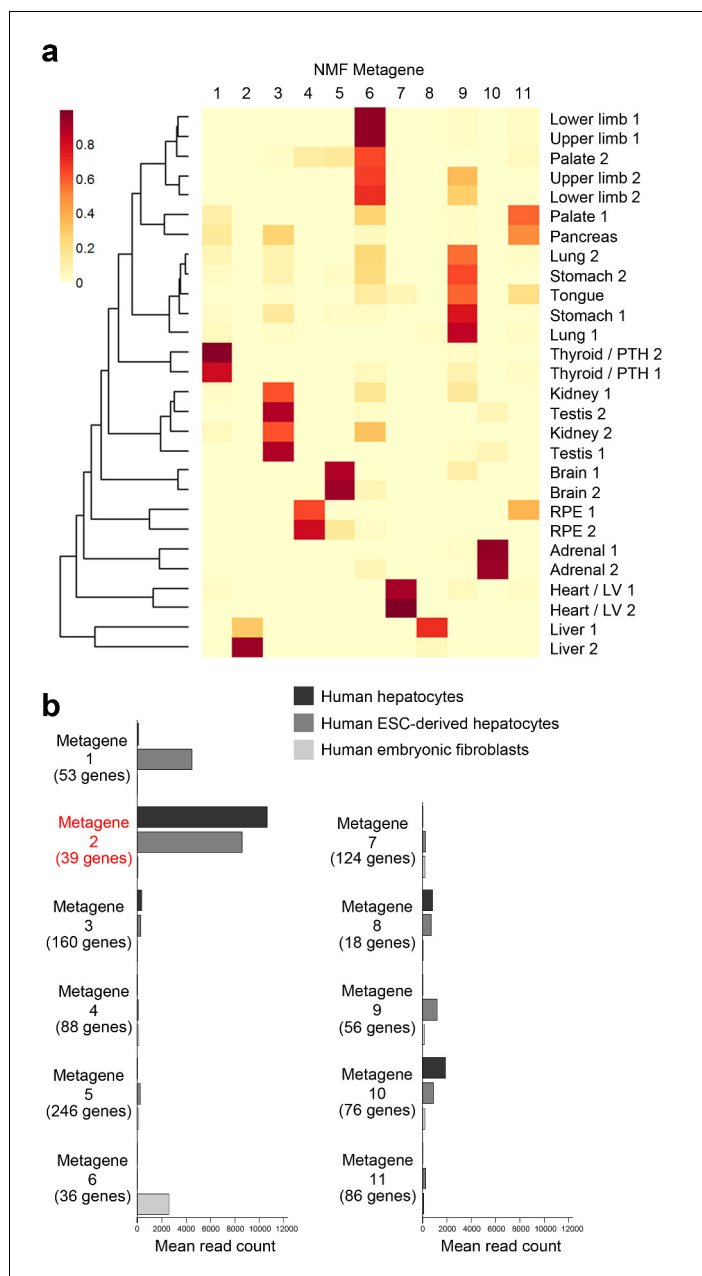 a
NMF Metagene
1 2 3 4 5 6 7 8 9 10 11
0.8
0.6
0.4
0.2
0
Lower limb 1
Upper limb 1
Palate 2
Upper limb 2
Lower limb 2
Palate 1
Pancreas
Lung 2
Stomach 2
Tongue
Stomach 1
Lung 1
Thyroid / PTH 2
Thyroid / PTH 1
Kidney 1
Testis 2
Kidney 2
Testis 1
Brain 1
Brain 2
RPE 1
RPE 2
Adrenal 1
Adrenal 2
Heart / LV 1
Heart / LV 2
Liver 1
Liver 2
b
Human hepatocytes
Human ESC-derived hepatocytes
Human embryonic fibroblasts
Metagene
1
(53 genes)
Metagene
2
(39 genes)
Metagene
3
(160 genes)
Metagene
4
(88 genes)
Metagene
5
(246 genes)
Metagene
6
(36 genes)
0 2000 4000 6000 8000 10000 12000
Mean read count
Metagene
7
(124 genes)
Metagene
8
(18 genes)
Metagene
9
(56 genes)
Metagene
10
(76 genes)
Metagene
11
(86 genes)
0 2000 4000 6000 8000 10000 12000
Mean read count